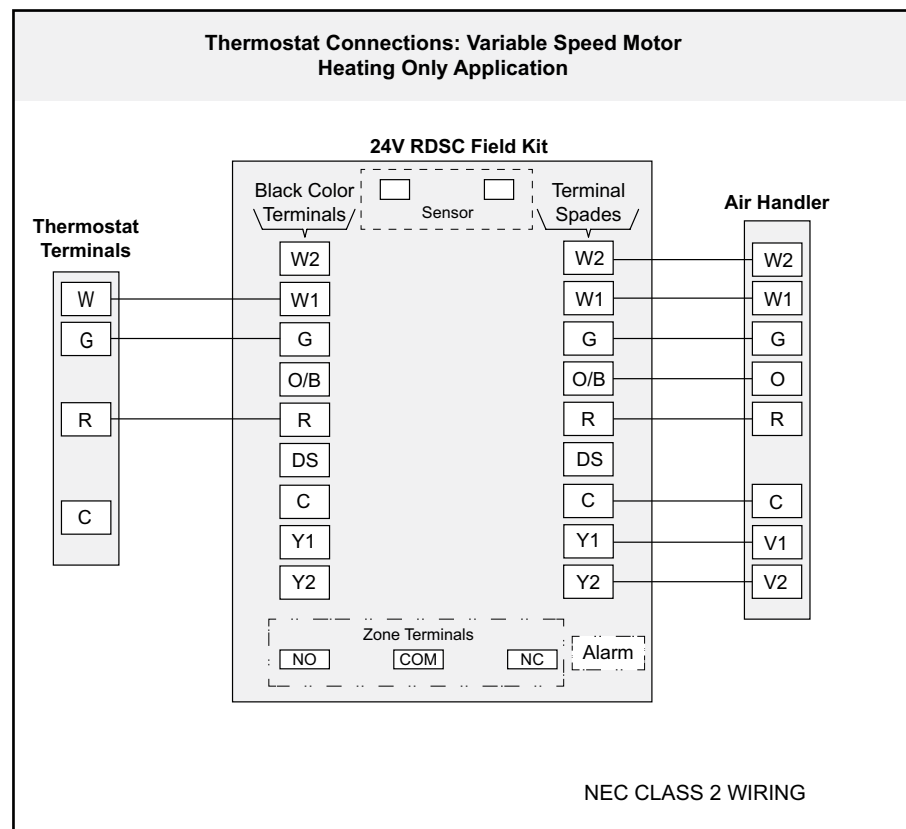 Thermostat Connections: Variable Speed Motor
Heating Only Application
24V RDSC Field Kit
Black Color
Terminals
Sensor
Terminal
Spades
Thermostat
Terminals
Air Handler
W
G
R
C
W2
W1
G
O/B
R
DS
C
Y1
Y2
W2
W1
G
O/B
R
DS
C
Y1
Y2
W2
W1
G
O
R
C
V1
V2
Zone Terminals
NO
COM
NC
Alarm
NEC CLASS 2 WIRING